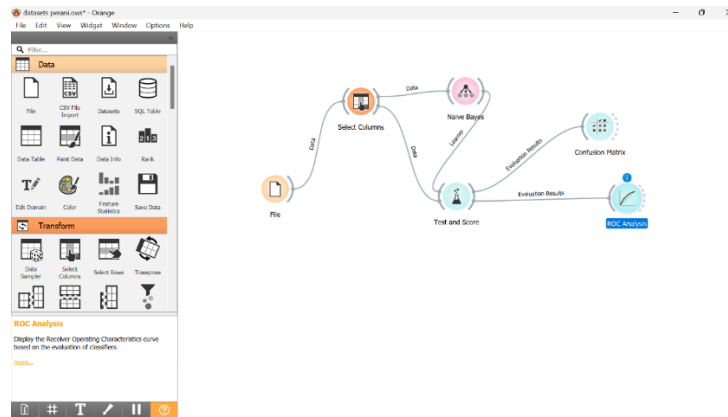 datasets perani.ows* - Orange
File Edit View Widget Window Options Help
Filter...
Data
File
CSV File Import
Datasets
SQL Table
Data Table
Paint Data
Data Info
Rank
Edit Domain
Color
Feature Statistics
Save Data
Transform
Data Sampler
Select Columns
Select Rows
Transpose
ROC Analysis
Display the Receiver Operating Characteristics curve
based on the evaluation of classifiers.
more...
File
Data
Select Columns
Data
Data
Naive Bayes
Learner
Test and Score
Evaluation Results
Confusion Matrix
Evaluation Results
ROC Analysis